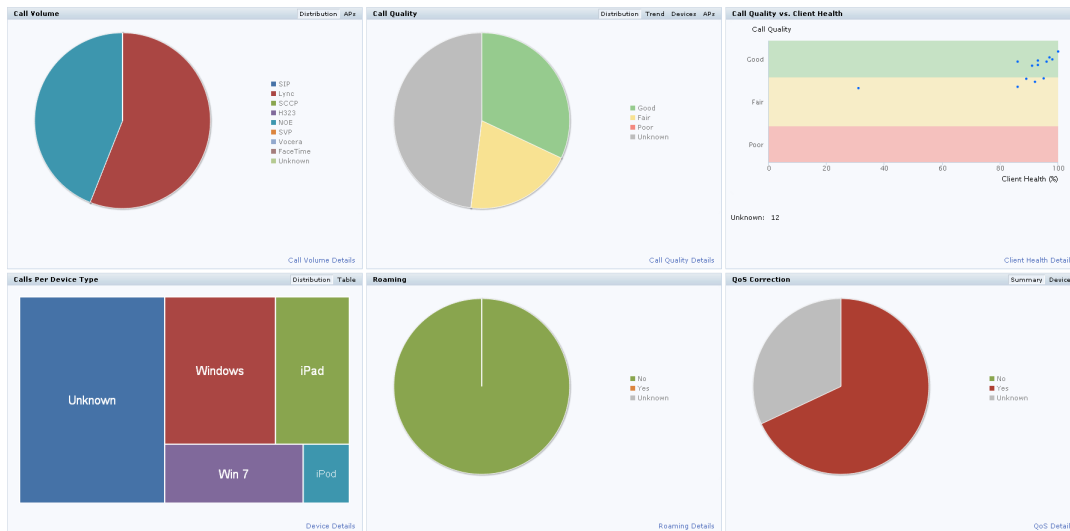 Call Volume
Distribution APs
SIP
Lync
SCCP
H323
NOE
SVP
Vocera
FaceTime
Unknown
Call Volume Details
Call Quality
Distribution Trend Devices APs
Good
Fair
Poor
Unknown
Call Quality Details
Call Quality vs. Client Health
Call Quality
Good
Fair
Poor
0 20 40 60 80 100
Client Health (%)
Unknown: 12
Client Health Detail
Calls Per Device Type
Distribution Table
Unknown
Windows
iPad
Win 7
iPod
Device Details
Roaming
No
Yes
Unknown
Roaming Details
QoS Correction
Summary Device
No
Yes
Unknown
QoS Detail